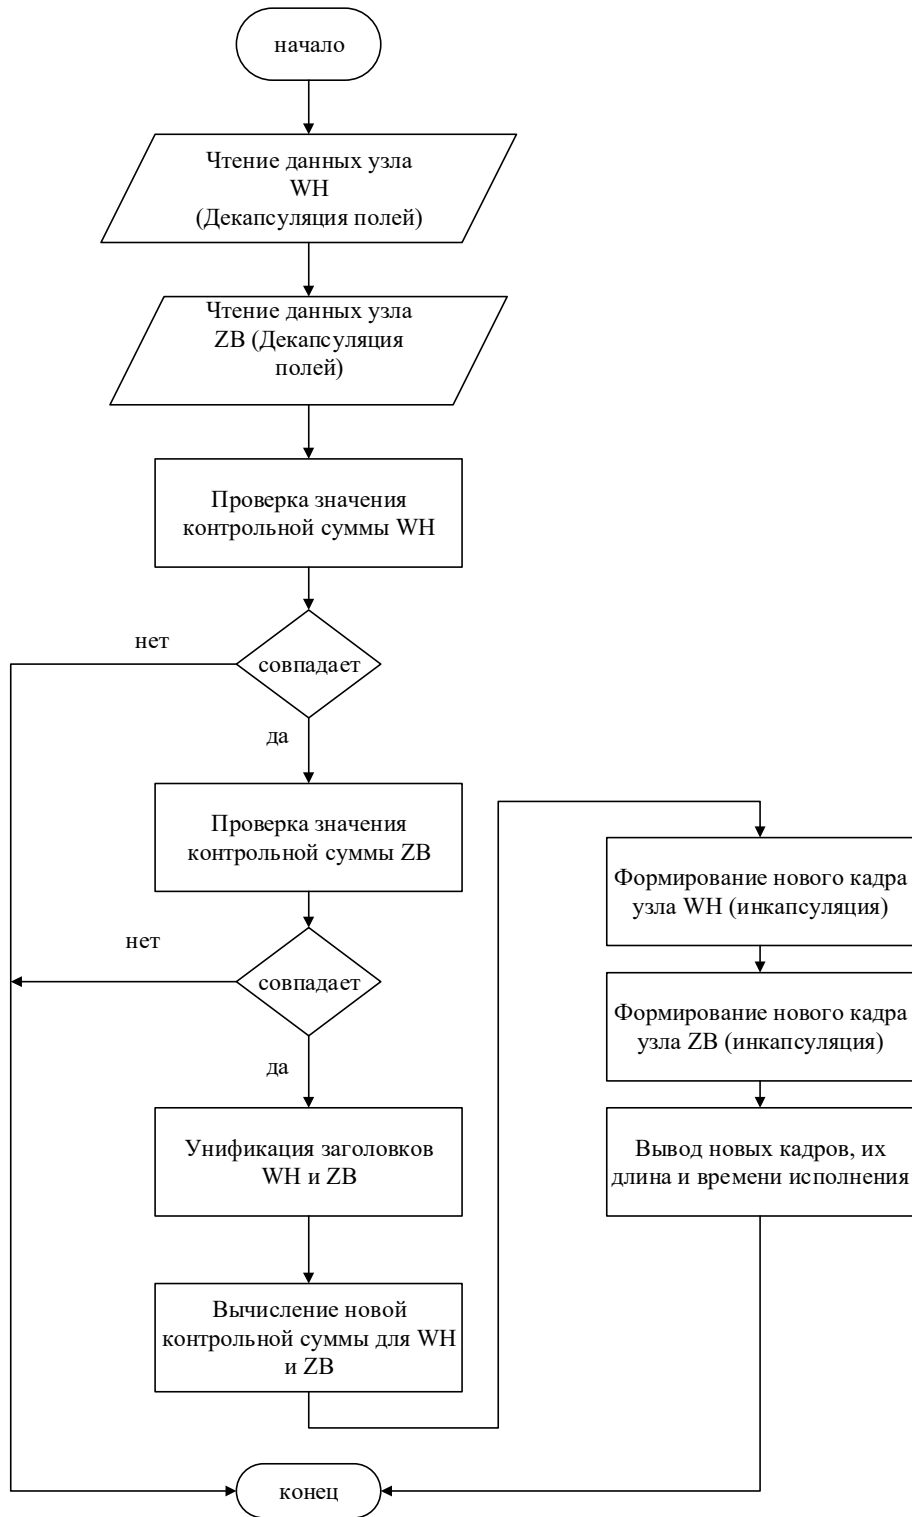 начало
Чтение данных узла
WH
(Декапсуляция полей)
Чтение данных узла
ZB (Декапсуляция
полей)
Проверка значения
контрольной суммы WH
нет
совпадает
да
Проверка значения
контрольной суммы ZB
нет
совпадает
да
Унификация заголовков
WH и ZB
Вычисление новой
контрольной суммы для WH
и ZB
Формирование нового кадра
узла WH (инкапсуляция)
Формирование нового кадра
узла ZB (инкапсуляция)
Вывод новых кадров, их
длина и времени исполнения
конец